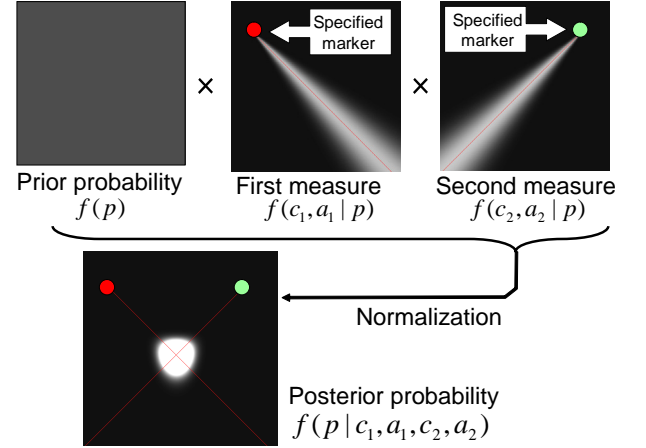 Specified
marker
Specified
marker
×
×
Prior probability
f(p)
First measure
f(c₁,a₁|p)
Second measure
f(c₂,a₂|p)
Normalization
Posterior probability
f(p|c₁,a₁,c₂,a₂)